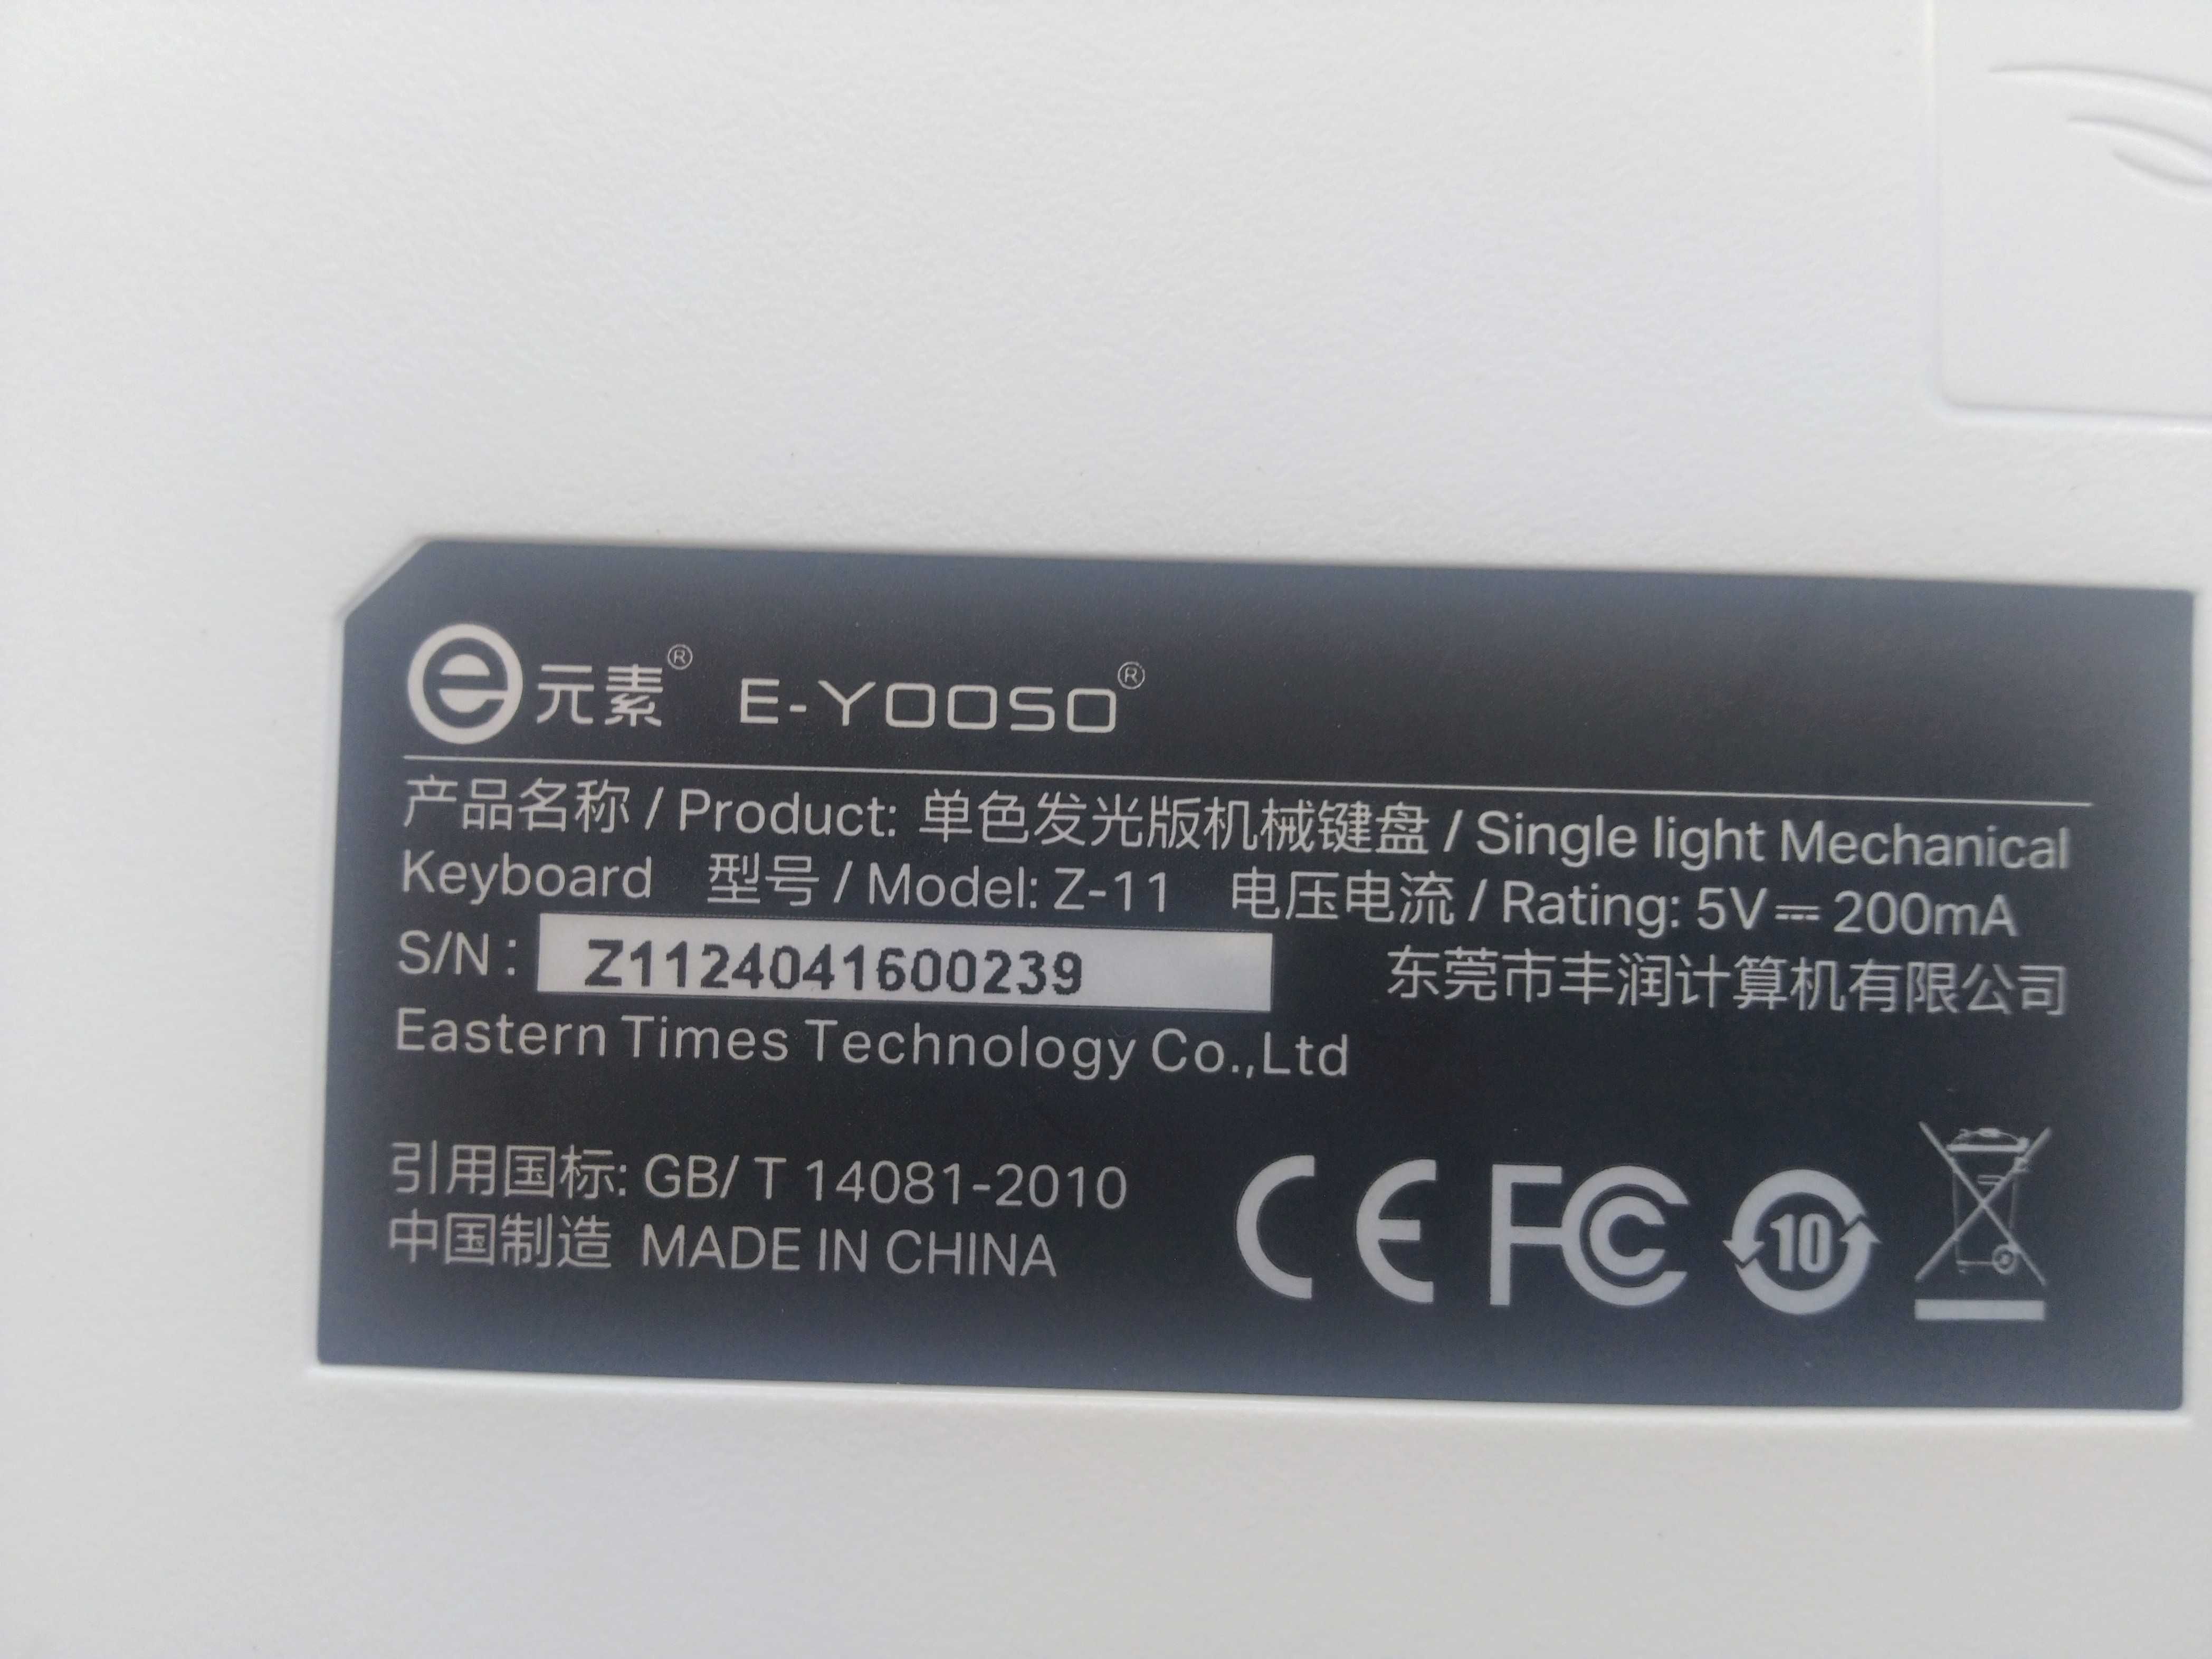 e元素® E-YOOSO®
产品名称 / Product: 单色发光版机械键盘 / Single light Mechanical
Keyboard 型号 / Model: Z-11 电压电流 / Rating: 5V⎓200mA
S/N: Z1124041600239 东莞市丰润计算机有限公司
Eastern Times Technology Co.,Ltd
引用国标: GB/ T 14081-2010
中国制造 MADE IN CHINA
CE FC 10